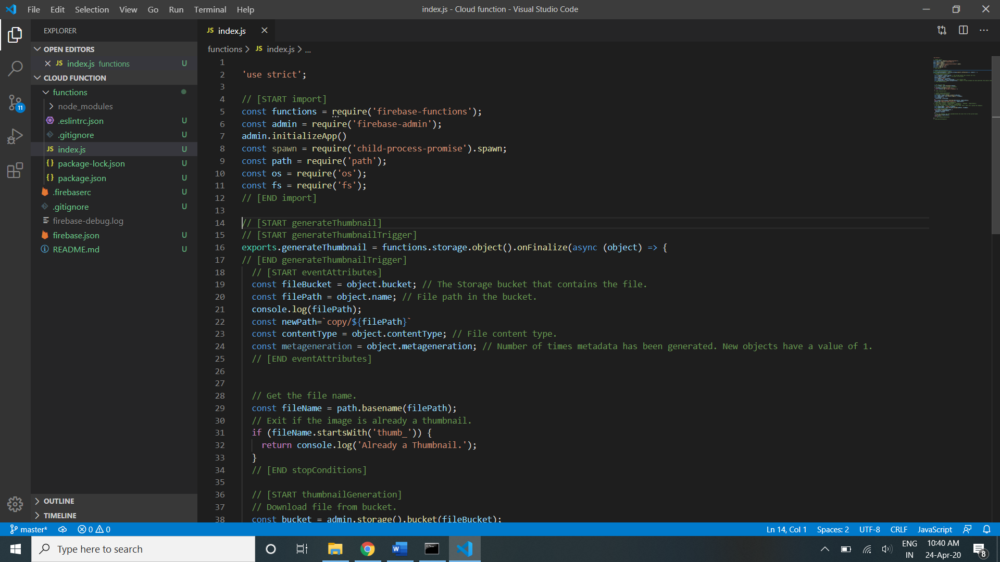 File Edit Selection View Go Run Terminal Help
index.js - Cloud function - Visual Studio Code
EXPLORER
OPEN EDITORS
JS index.js functions U
CLOUD FUNCTION
functions
node_modules
.eslintrc.json U
.gitignore U
JS index.js U
{} package-lock.json U
{} package.json U
.firebaserc U
.gitignore U
firebase-debug.log
firebase.json U
README.md U
OUTLINE
TIMELINE
11
JS index.js
functions > JS index.js > ...
1
2 'use strict';
3
4 // [START import]
5 const functions = require('firebase-functions');
6 const admin = require('firebase-admin');
7 admin.initializeApp()
8 const spawn = require('child-process-promise').spawn;
9 const path = require('path');
10 const os = require('os');
11 const fs = require('fs');
12 // [END import]
13
14 // [START generateThumbnail]
15 // [START generateThumbnailTrigger]
16 exports.generateThumbnail = functions.storage.object().onFinalize(async (object) => {
17 // [END generateThumbnailTrigger]
18 // [START eventAttributes]
19 const fileBucket = object.bucket; // The Storage bucket that contains the file.
20 const filePath = object.name; // File path in the bucket.
21 console.log(filePath);
22 const newPath=`copy/${filePath}`
23 const contentType = object.contentType; // File content type.
24 const metageneration = object.metageneration; // Number of times metadata has been generated. New objects have a value of 1.
25 // [END eventAttributes]
26
27
28 // Get the file name.
29 const fileName = path.basename(filePath);
30 // Exit if the image is already a thumbnail.
31 if (fileName.startsWith('thumb_')) {
32 return console.log('Already a Thumbnail.');
33 }
34 // [END stopConditions]
35
36 // [START thumbnailGeneration]
37 // Download file from bucket.
38 const bucket = admin.storage().bucket(fileBucket);
master* 0 0 Ln 14, Col 1 Spaces: 2 UTF-8 CRLF JavaScript
Type here to search
ENG
IN
10:40 AM
24-Apr-20
8